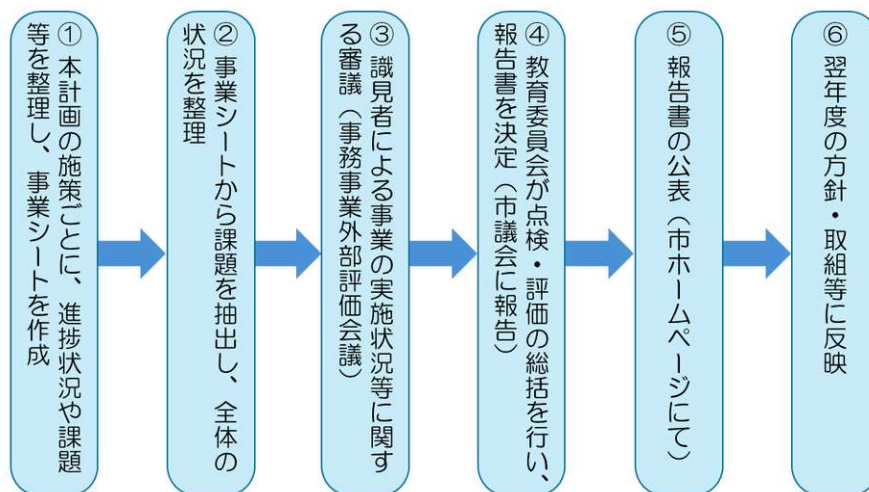 ① 本計画の施策ごとに、進捗状況や課題
等を整理し、事業シートを作成
② 事業シートから課題を抽出し、全体の
状況を整理
③ 識見者による事業の実施状況等に関す
る審議（事務事業外部評価会議）
④ 教育委員会が点検・評価の総括を行い、
報告書を決定（市議会に報告）
⑤ 報告書の公表（市ホームページにて）
⑥ 翌年度の方針・取組等に反映